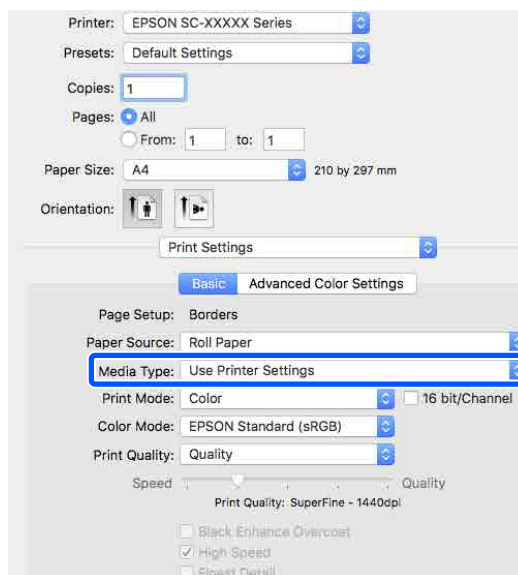 Printer: EPSON SC-XXXXX Series
Presets: Default Settings
Copies: 1
Pages: All
From: 1 to: 1
Paper Size: A4 210 by 297 mm
Orientation:
Print Settings
Basic Advanced Color Settings
Page Setup: Borders
Paper Source: Roll Paper
Media Type: Use Printer Settings
Print Mode: Color 16 bit/Channel
Color Mode: EPSON Standard (sRGB)
Print Quality: Quality
Speed Quality
Print Quality: SuperFine - 1440dpi
Black Enhance Overcoat
High Speed
Finest Detail